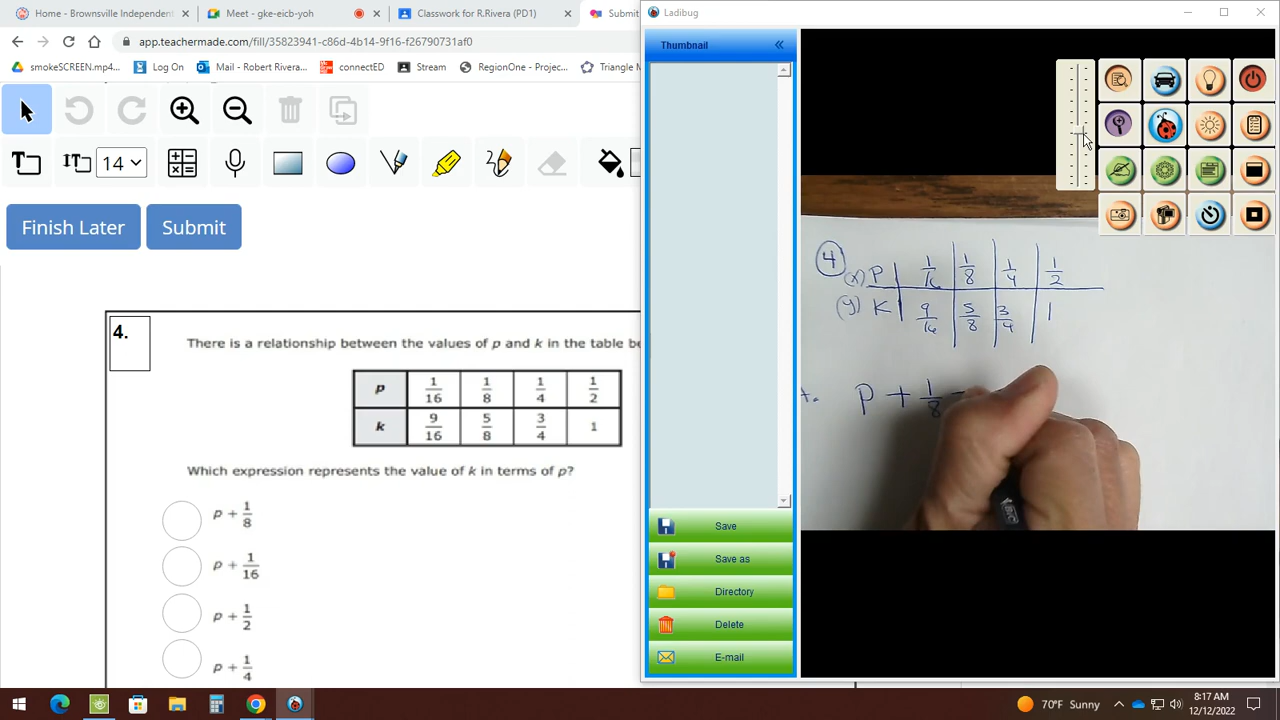 Home - Brownsville Independent
Meet - gke-eicb-yoh
Classwork for R.Rivera (PD1)
Submi
app.teachermade.com/fill/35823941-c86d-4b14-9f16-f26790731af0
smokeSCREEN.mp4...
Log On
Mail - Robert Rivera...
connectED
Stream
RegionOne - Projecti...
Triangle M
14
Finish Later
Submit
4.
There is a relationship between the values of p and k in the table be
p 1/16 1/8 1/4 1/2
k 9/16 5/8 3/4 1
Which expression represents the value of k in terms of p?
p + 1/8
p + 1/16
p + 1/2
p + 1/4
Ladibug
Thumbnail
Save
Save as
Directory
Delete
E-mail
4
(x) P 1/16 1/8 1/4 1/2
(y) K 9/16 5/8 3/4 1
P + 1/8
BIC
70°F Sunny
8:17 AM
12/12/2022